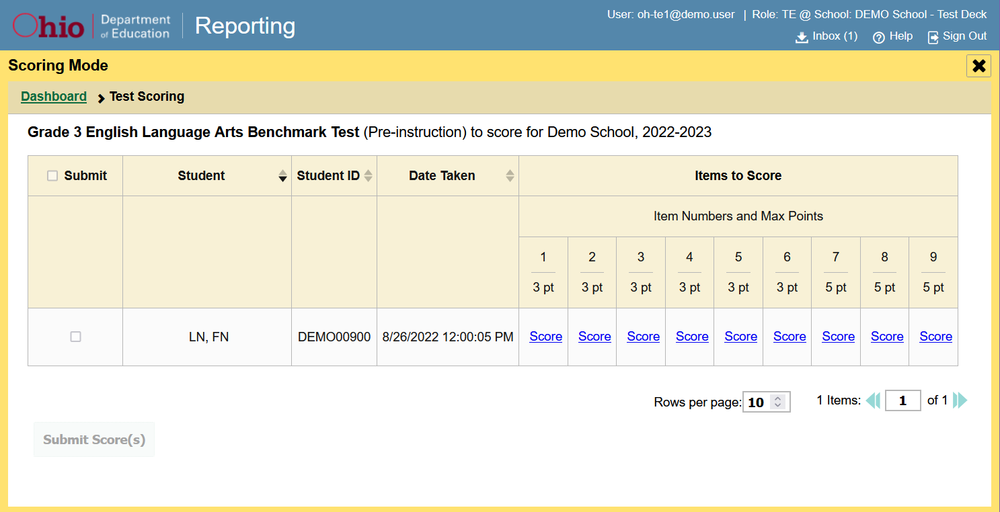 Ohio Department of Education Reporting
User: oh-te1@demo.user | Role: TE @ School: DEMO School - Test Deck
Inbox (1) Help Sign Out
Scoring Mode
Dashboard Test Scoring
Grade 3 English Language Arts Benchmark Test (Pre-instruction) to score for Demo School, 2022-2023
Submit Student Student ID Date Taken Items to Score
Item Numbers and Max Points
1 2 3 4 5 6 7 8 9
3 pt 3 pt 3 pt 3 pt 3 pt 3 pt 5 pt 5 pt 5 pt
LN, FN DEMO00900 8/26/2022 12:00:05 PM Score Score Score Score Score Score Score Score Score
Rows per page: 10 1 Items: 1 of 1
Submit Score(s)